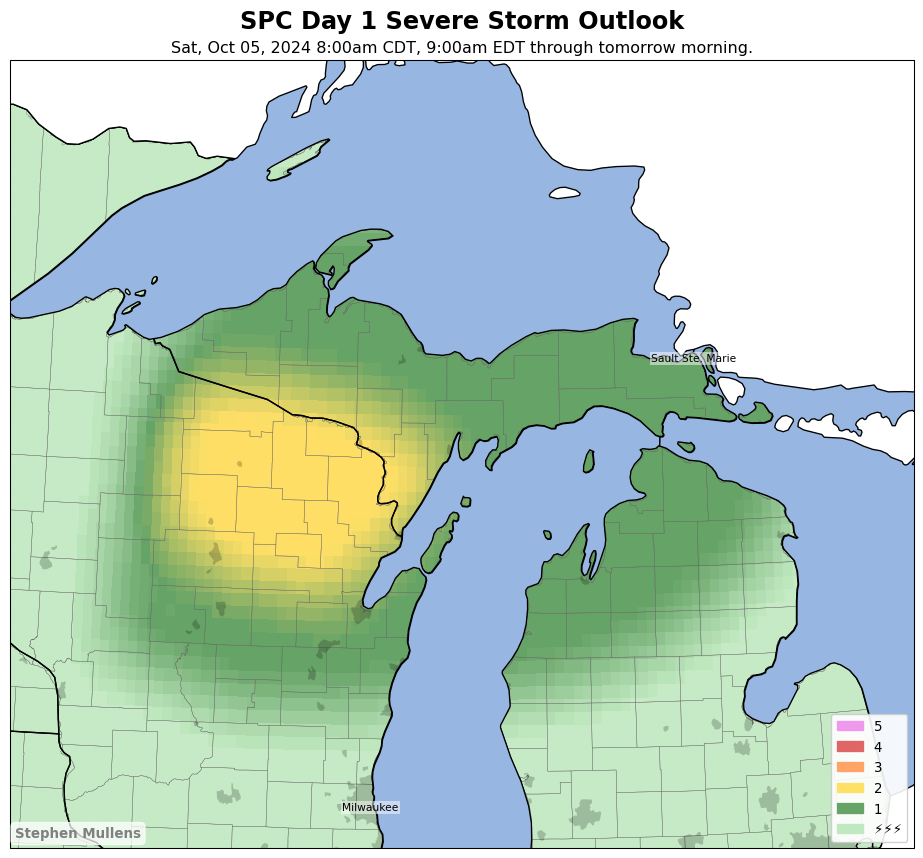 SPC Day 1 Severe Storm Outlook
Sat, Oct 05, 2024 8:00am CDT, 9:00am EDT through tomorrow morning.
Sault Ste. Marie
Milwaukee
5
4
3
2
1
⚡⚡⚡
Stephen Mullens